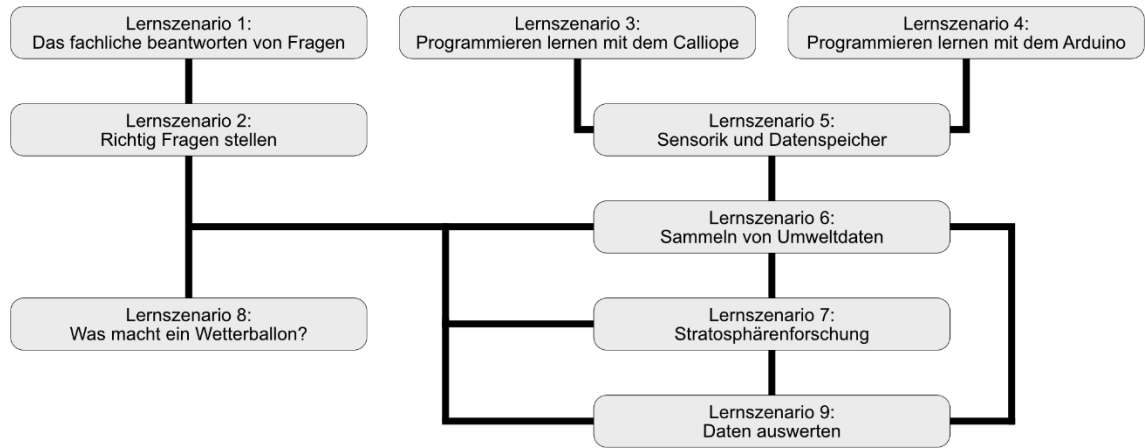 Lernszenario 1:
Das fachliche beantworten von Fragen
Lernszenario 3:
Programmieren lernen mit dem Calliope
Lernszenario 4:
Programmieren lernen mit dem Arduino
Lernszenario 2:
Richtig Fragen stellen
Lernszenario 5:
Sensorik und Datenspeicher
Lernszenario 6:
Sammeln von Umweltdaten
Lernszenario 8:
Was macht ein Wetterballon?
Lernszenario 7:
Stratosphärenforschung
Lernszenario 9:
Daten auswerten